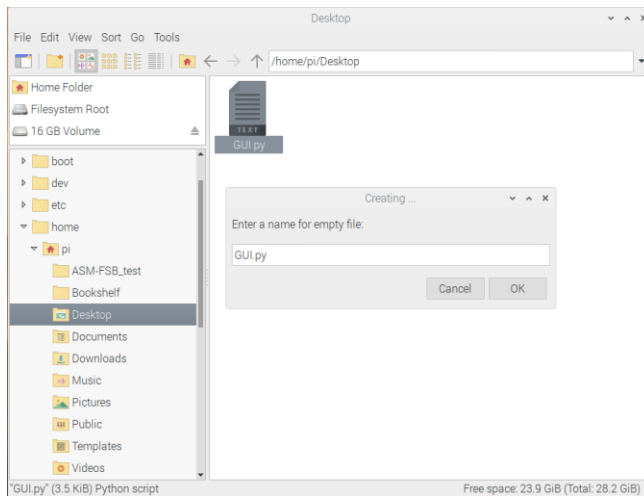 Desktop
File Edit View Sort Go Tools
/home/pi/Desktop
Home Folder
Filesystem Root
16 GB Volume
boot
dev
etc
home
pi
ASM-FSB_test
Bookshelf
Desktop
Documents
Downloads
Music
Pictures
Public
Templates
Videos
TEXT
GUI.py
Creating ...
Enter a name for empty file:
GUI.py
Cancel OK
"GUI.py" (3.5 KiB) Python script Free space: 23.9 GiB (Total: 28.2 GiB)